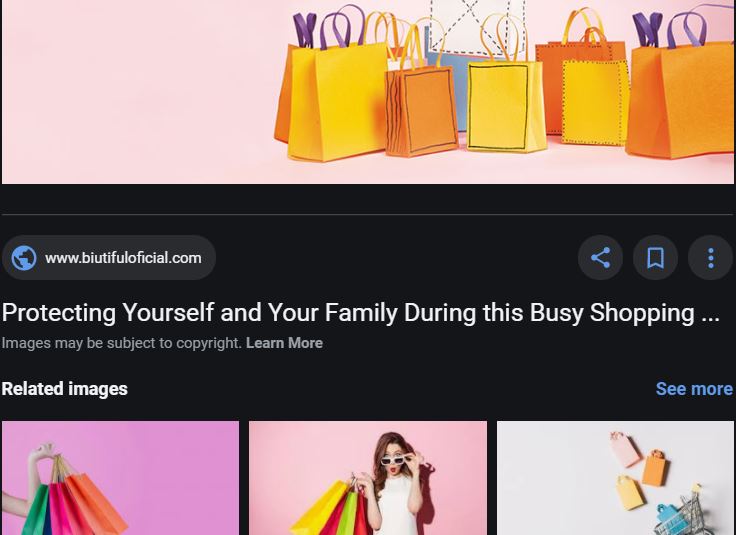 www.biutifuloficial.com
Protecting Yourself and Your Family During this Busy Shopping ...
Images may be subject to copyright. Learn More
Related images See more